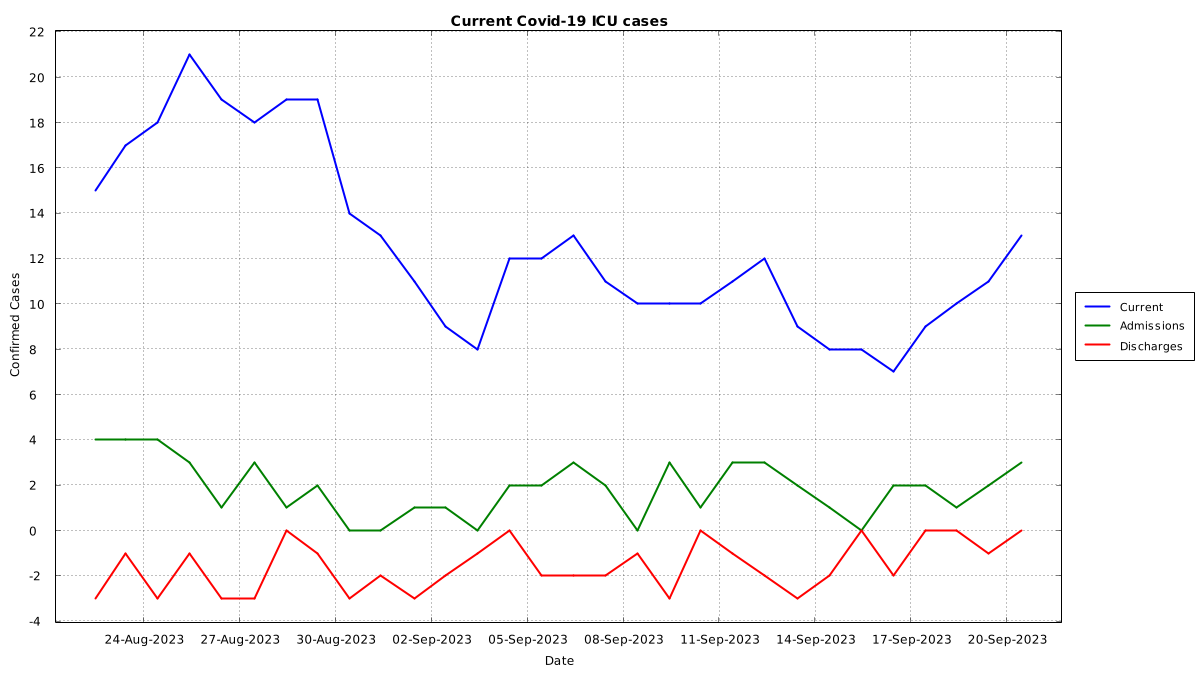 Current Covid-19 ICU cases
22
20
18
16
14
12
10
8
6
4
2
0
-2
-4
Confirmed Cases
24-Aug-2023 27-Aug-2023 30-Aug-2023 02-Sep-2023 05-Sep-2023 08-Sep-2023 11-Sep-2023 14-Sep-2023 17-Sep-2023 20-Sep-2023
Date
Current
Admissions
Discharges